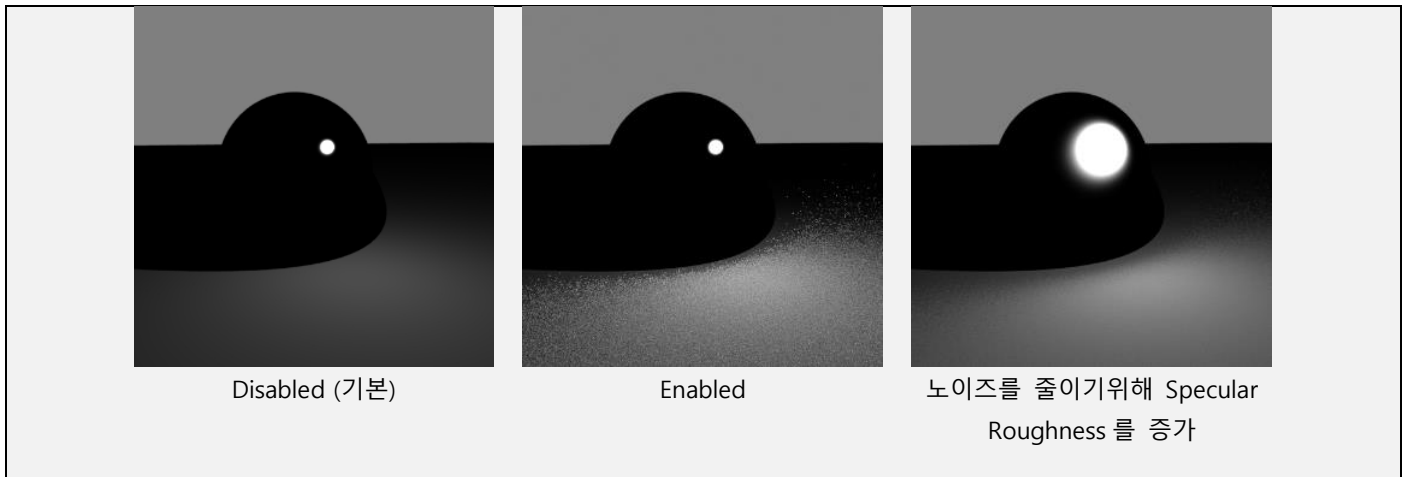 Disabled (기본)
Enabled
노이즈를 줄이기위해 Specular
Roughness 를 증가